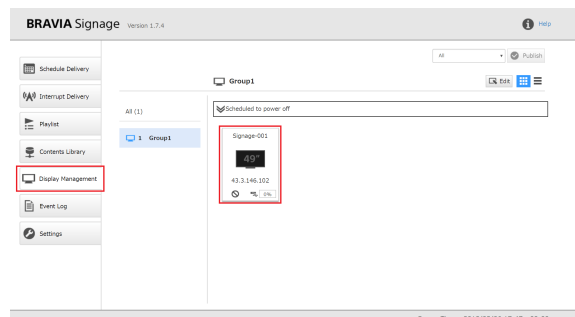 BRAVIA Signage Version 1.7.4
Help
All
Publish
Schedule Delivery
Interrupt Delivery
Playlist
Contents Library
Display Management
Event Log
Settings
All (1)
1 Group1
Group1
Edit
Scheduled to power off
Signage-001
49"
43.3.146.102
0%